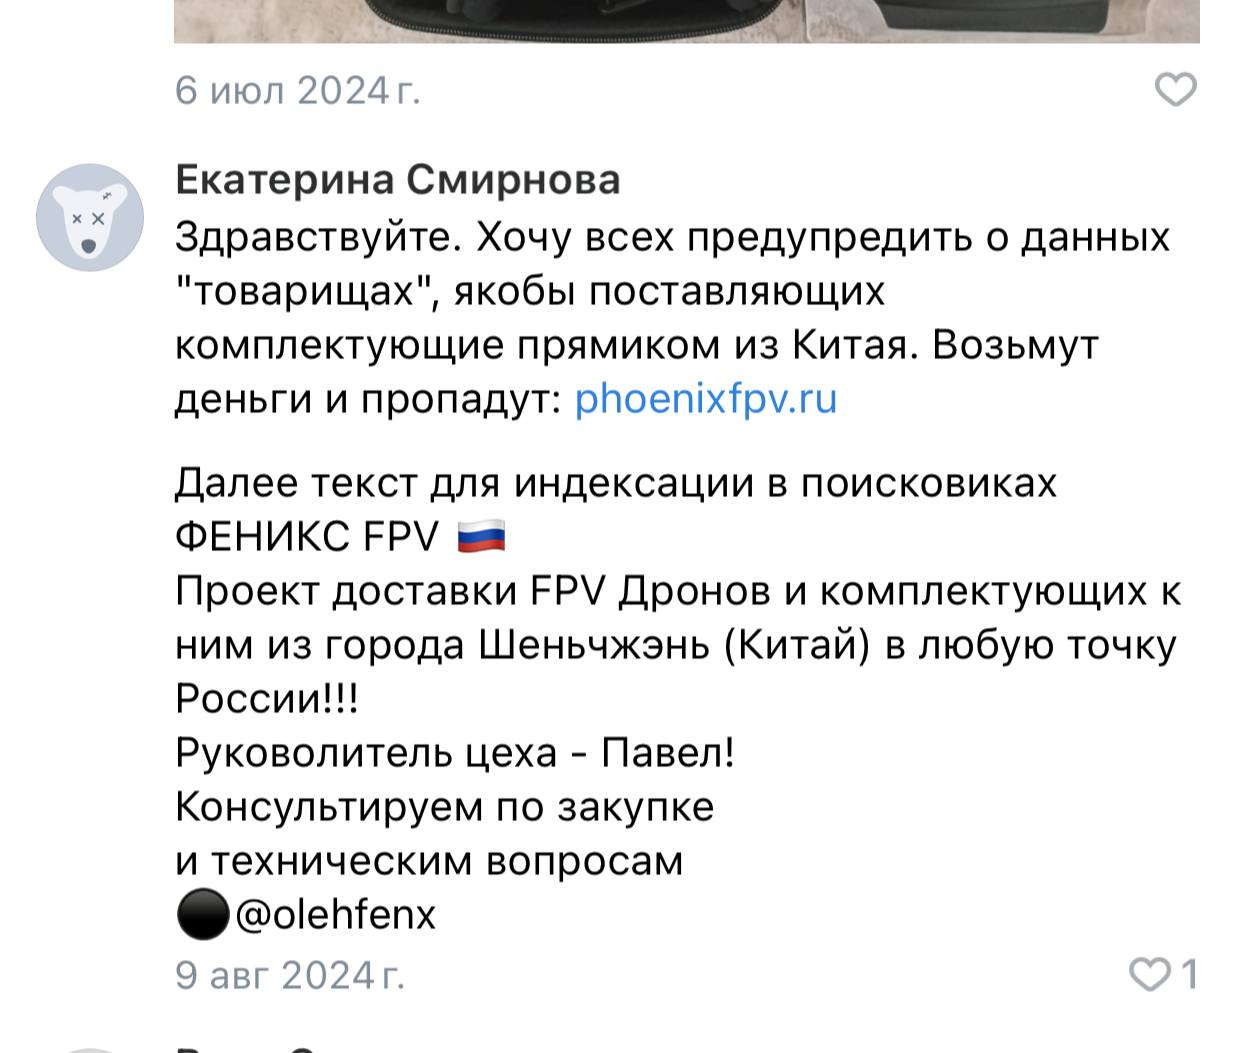 6 июл 2024 г.
Екатерина Смирнова
Здравствуйте. Хочу всех предупредить о данных
"товарищах", якобы поставляющих
комплектующие прямиком из Китая. Возьмут
деньги и пропадут: phoenixfpv.ru
Далее текст для индексации в поисковиках
ФЕНИКС FPV 🇷🇺
Проект доставки FPV Дронов и комплектующих к
ним из города Шеньчжэнь (Китай) в любую точку
России!!!
Руководитель цеха - Павел!
Консультируем по закупке
и техническим вопросам
⚫@olehfenx
9 авг 2024 г.
1